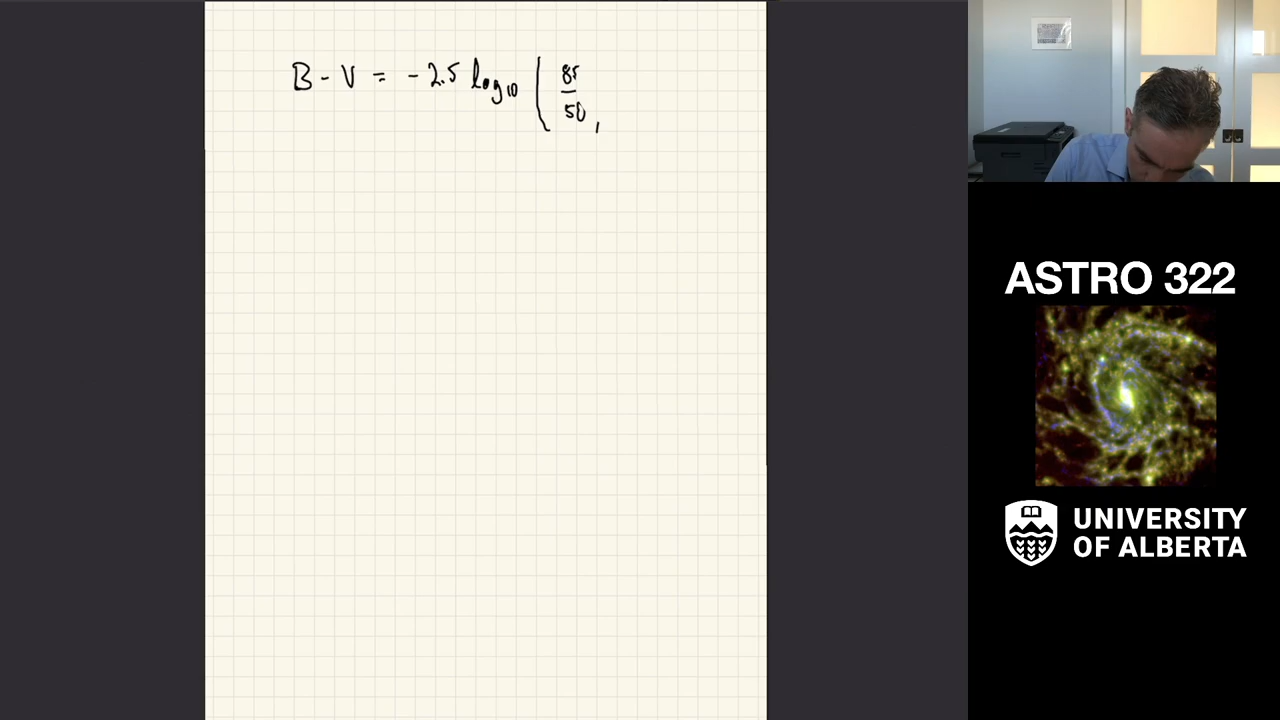 B - V = - 2.5 log10 ( 85/50
ASTRO 322
UNIVERSITY
OF ALBERTA